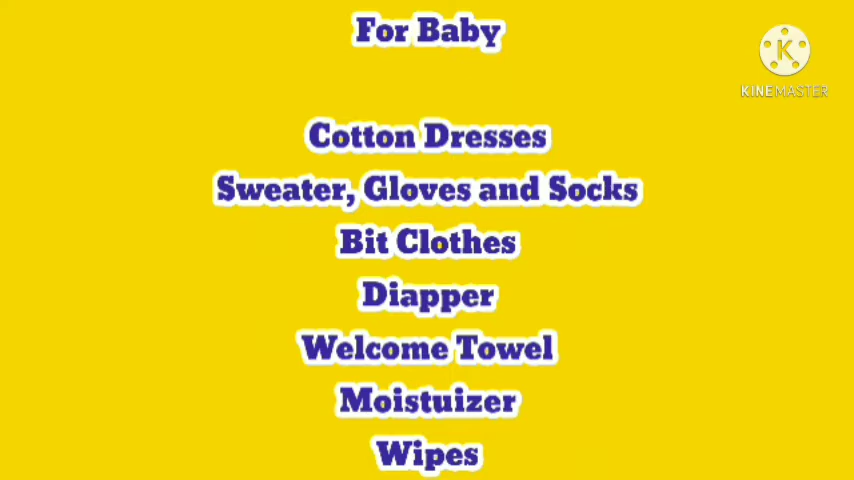 For Baby
K
KINEMASTER
Cotton Dresses
Sweater, Gloves and Socks
Bit Clothes
Diapper
Welcome Towel
Moistuizer
Wipes